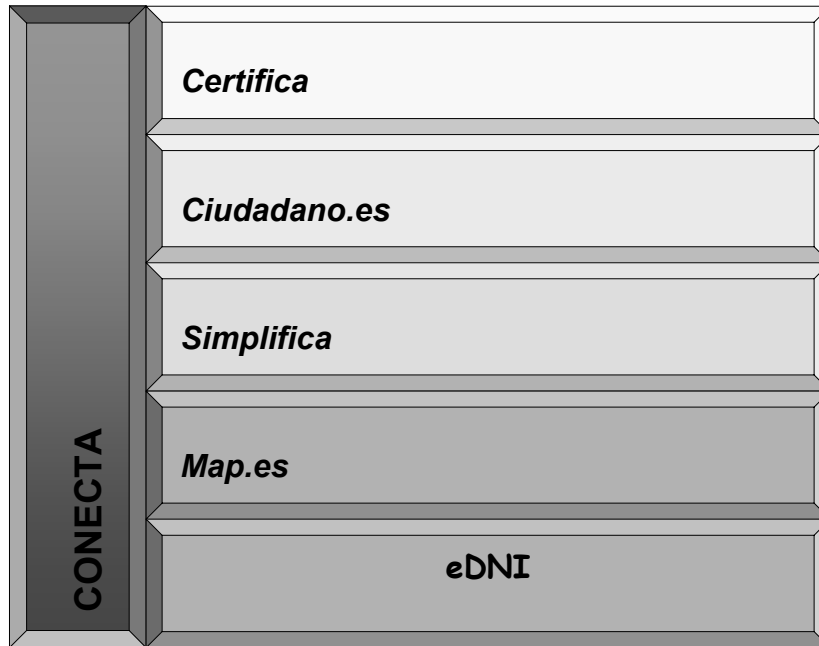 CONECTA
Certifica
Ciudadano.es
Simplifica
Map.es
eDNI